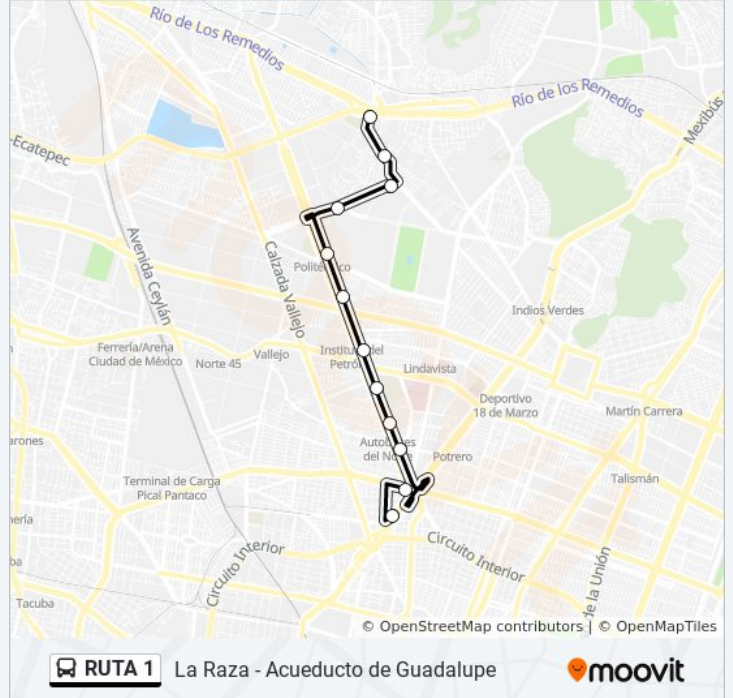 Río de Los Remedios
Río de los Remedios
Mexibús
-Ecatepec
Avenida Ceylán
Calzada Vallejo
Politécnico
Indios Verdes
Ferrería/Arena
Ciudad de México
Norte 45
Vallejo
Instituto del
Petról
Lindavista
Deportivo
18 de Marzo
Martín Carrera
arones
Autobuses
del Norte
Potrero
Terminal de Carga
Pical Pantaco
Talismán
nería
Circuito Interior
Circuito Interior
de la Unión
ba
Tacuba
© OpenStreetMap contributors | © OpenMapTiles
RUTA 1 La Raza - Acueducto de Guadalupe
moovit